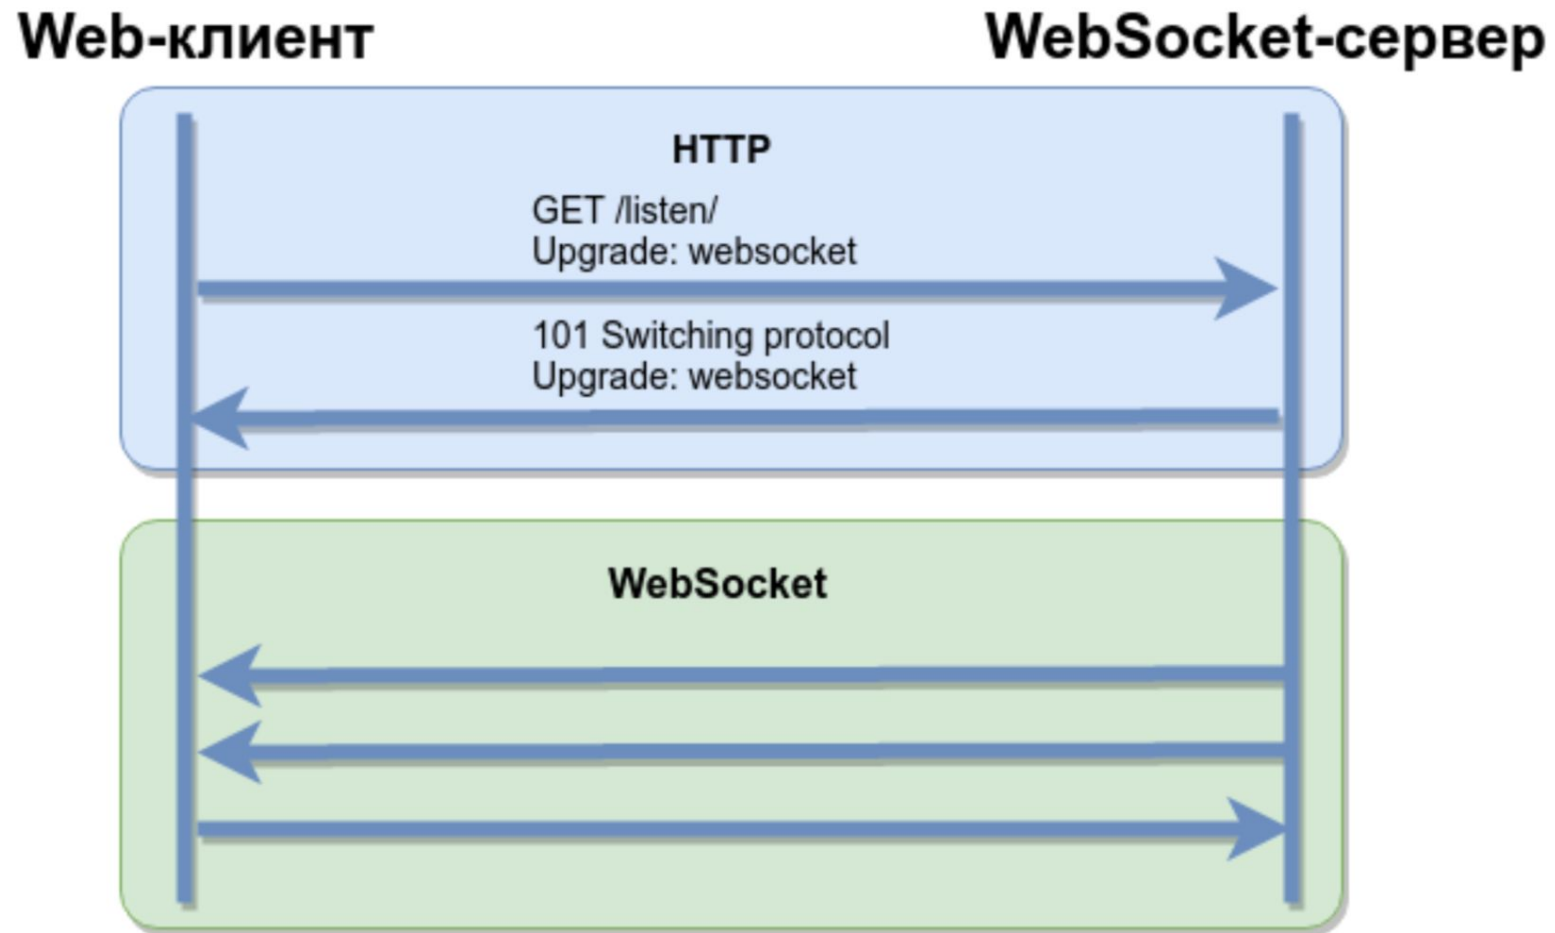 Web-клиент
WebSocket-сервер
HTTP
GET /listen/
Upgrade: websocket
101 Switching protocol
Upgrade: websocket
WebSocket